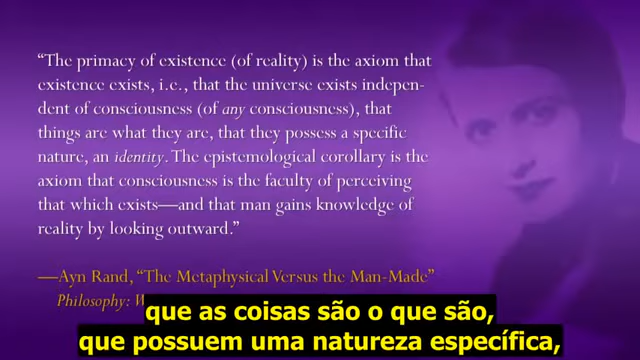 “The primacy of existence (of reality) is the axiom that
existence exists, i.e., that the universe exists indepen-
dent of consciousness (of any consciousness), that
things are what they are, that they possess a specific
nature, an identity. The epistemological corollary is the
axiom that consciousness is the faculty of perceiving
that which exists—and that man gains knowledge of
reality by looking outward.”
—Ayn Rand, “The Metaphysical Versus the Man-Made”
Philosophy:
que as coisas são o que são,
que possuem uma natureza específica,